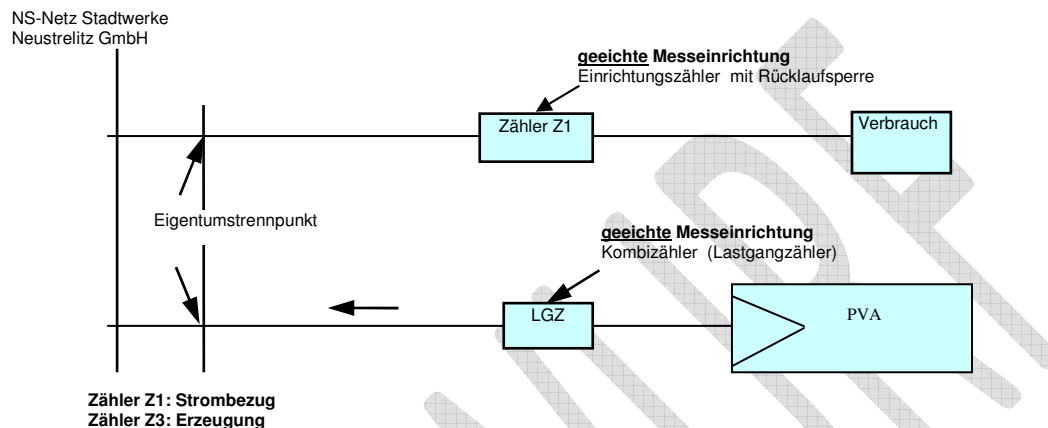 NS-Netz Stadtwerke
Neustrelitz GmbH
geeichte Messeinrichtung
Einrichtungszähler mit Rücklaufsperre
Zähler Z1
Verbrauch
Eigentumstrennpunkt
geeichte Messeinrichtung
Kombizähler (Lastgangzähler)
LGZ
PVA
Zähler Z1: Strombezug
Zähler Z3: Erzeugung